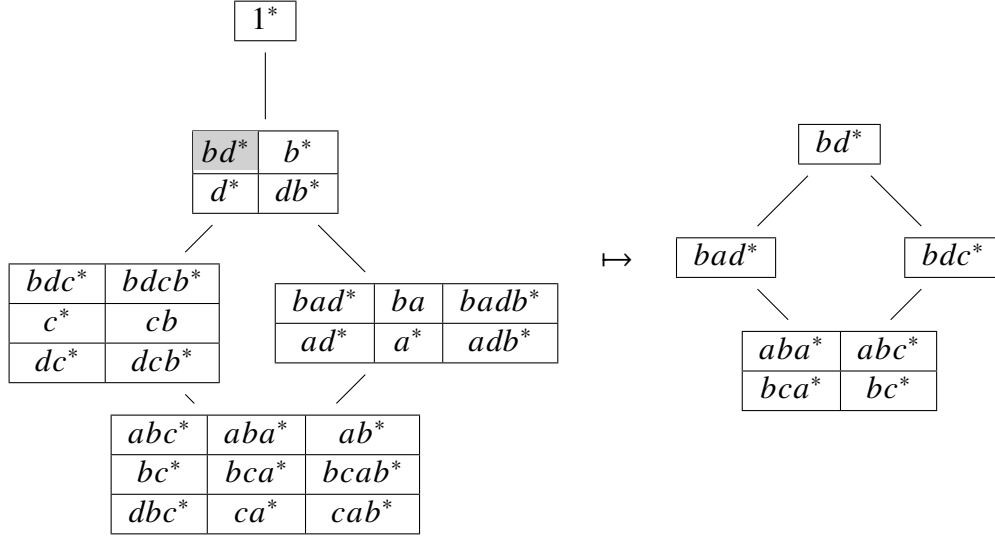 1*
bd* b*
d* db*
bdc* bdcb*
c* cb
dc* dcb*
bad* ba badb*
ad* a* adb*
abc* aba* ab*
bc* bca* bcab*
dbc* ca* cab*
↦
bd*
bad* bdc*
aba* abc*
bca* bc*